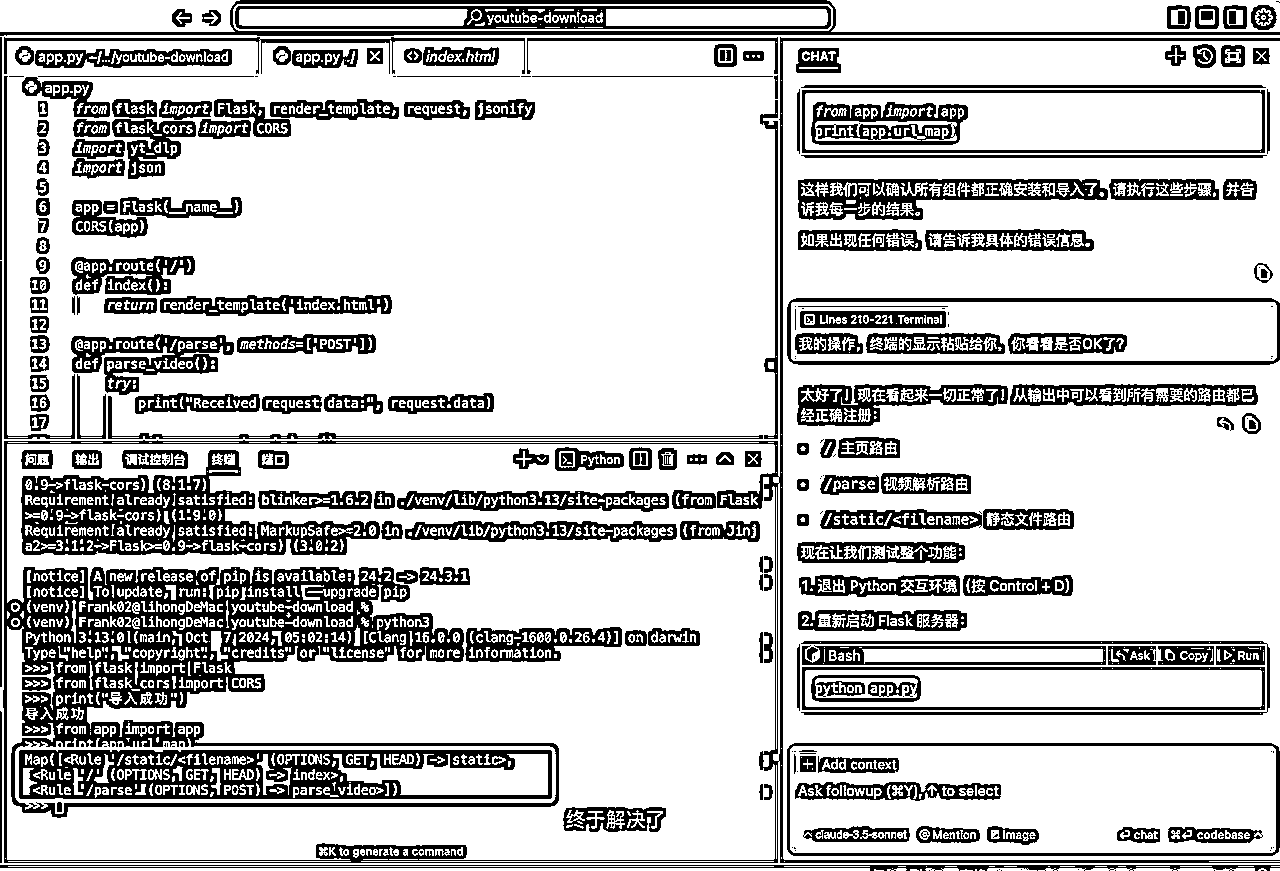 youtube-download
app.py ~/../youtube-download
app.py ./
index.html
app.py
1 from flask import Flask, render_template, request, jsonify
2 from flask_cors import CORS
3 import yt_dlp
4 import json
5
6 app = Flask(__name__)
7 CORS(app)
8
9 @app.route('/')
10 def index():
11 return render_template('index.html')
12
13 @app.route('/parse', methods=['POST'])
14 def parse_video():
15 try:
16 print("Received request data:", request.data)
17
问题 输出 调试控制台 终端 端口
Python
0.9->flask-cors) (8.1.7)
Requirement already satisfied: blinker>=1.6.2 in ./venv/lib/python3.13/site-packages (from Flask
>=0.9->flask-cors) (1.9.0)
Requirement already satisfied: MarkupSafe>=2.0 in ./venv/lib/python3.13/site-packages (from Jinj
a2>=3.1.2->Flask>=0.9->flask-cors) (3.0.2)
[notice] A new release of pip is available: 24.2 -> 24.3.1
[notice] To update, run: pip install --upgrade pip
(venv) Frank02@lihongDeMac youtube-download %
(venv) Frank02@lihongDeMac youtube-download % python3
Python 3.13.0 (main, Oct 7 2024, 05:02:14) [Clang 16.0.0 (clang-1600.0.26.4)] on darwin
Type "help", "copyright", "credits" or "license" for more information.
>>> from flask import Flask
>>> from flask_cors import CORS
>>> print("导入成功")
导入成功
>>> from app import app
>>> print(app.url_map)
Map([<Rule '/static/<filename>' (OPTIONS, GET, HEAD) -> static>,
<Rule '/' (OPTIONS, GET, HEAD) -> index>,
<Rule '/parse' (OPTIONS, POST) -> parse_video>])
>>>
终于解决了
⌘K to generate a command
CHAT
from app import app
print(app.url_map)
这样我们可以确认所有组件都正确安装和导入了。请执行这些步骤，并告
诉我每一步的结果。
如果出现任何错误，请告诉我具体的错误信息。
Lines 210-221 Terminal
我的操作，终端的显示粘贴给你，你看看是否OK了？
太好了！现在看起来一切正常了！从输出中可以看到所有需要的路由都已
经正确注册：
• // 主页路由
• //parse 视频解析路由
• //static/<filename> 静态文件路由
现在让我们测试整个功能：
1. 退出 Python 交互环境（按 Control + D）
2. 重新启动 Flask 服务器：
Bash
Ask Copy Run
python app.py
Add context
Ask followup (⌘Y), ↑ to select
claude-3.5-sonnet @ Mention Image
chat ⌘ codebase